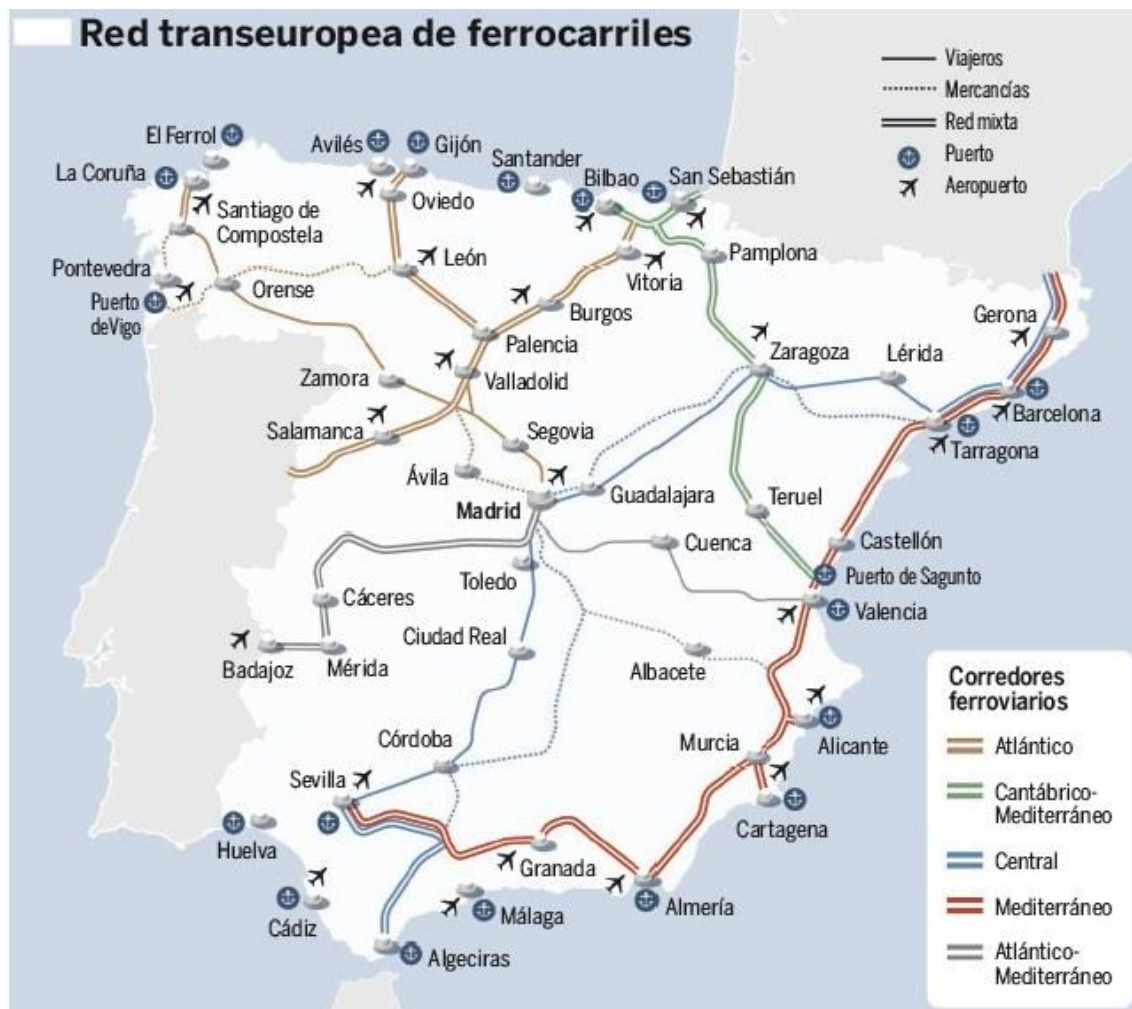 Red transeuropea de ferrocarriles
Viajeros
Mercancías
Red mixta
Puerto
Aeropuerto
El Ferrol
Avilés
Gijón
La Coruña
Santander
Bilbao
San Sebastián
Oviedo
Santiago de
Compostela
León
Pamplona
Pontevedra
Orense
Vitoria
Puerto
de Vigo
Burgos
Gerona
Palencia
Zaragoza
Lérida
Zamora
Valladolid
Barcelona
Salamanca
Segovia
Tarragona
Ávila
Madrid
Guadalajara
Teruel
Cuenca
Castellón
Toledo
Puerto de Sagunto
Cáceres
Valencia
Ciudad Real
Badajoz
Mérida
Albacete
Córdoba
Murcia
Alicante
Sevilla
Cartagena
Huelva
Granada
Cádiz
Málaga
Almería
Algeciras
Corredores
ferroviarios
Atlántico
Cantábrico-
Mediterráneo
Central
Mediterráneo
Atlántico-
Mediterráneo